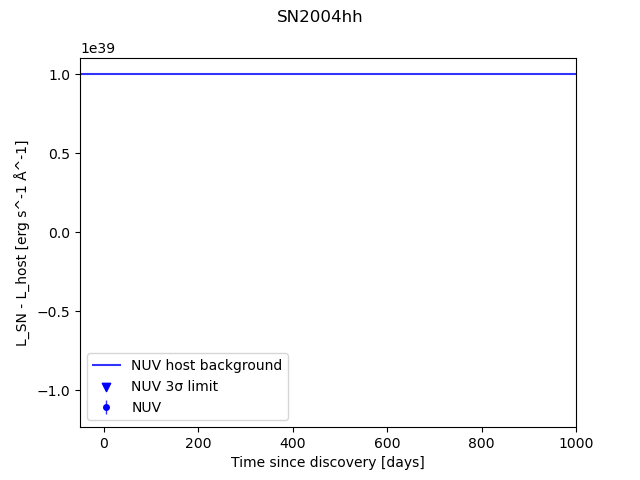 SN2004hh
1e39
1.0
0.5
0.0
−0.5
−1.0
L_SN - L_host [erg s^-1 Å^-1]
NUV host background
NUV 3σ limit
NUV
0 200 400 600 800 1000
Time since discovery [days]